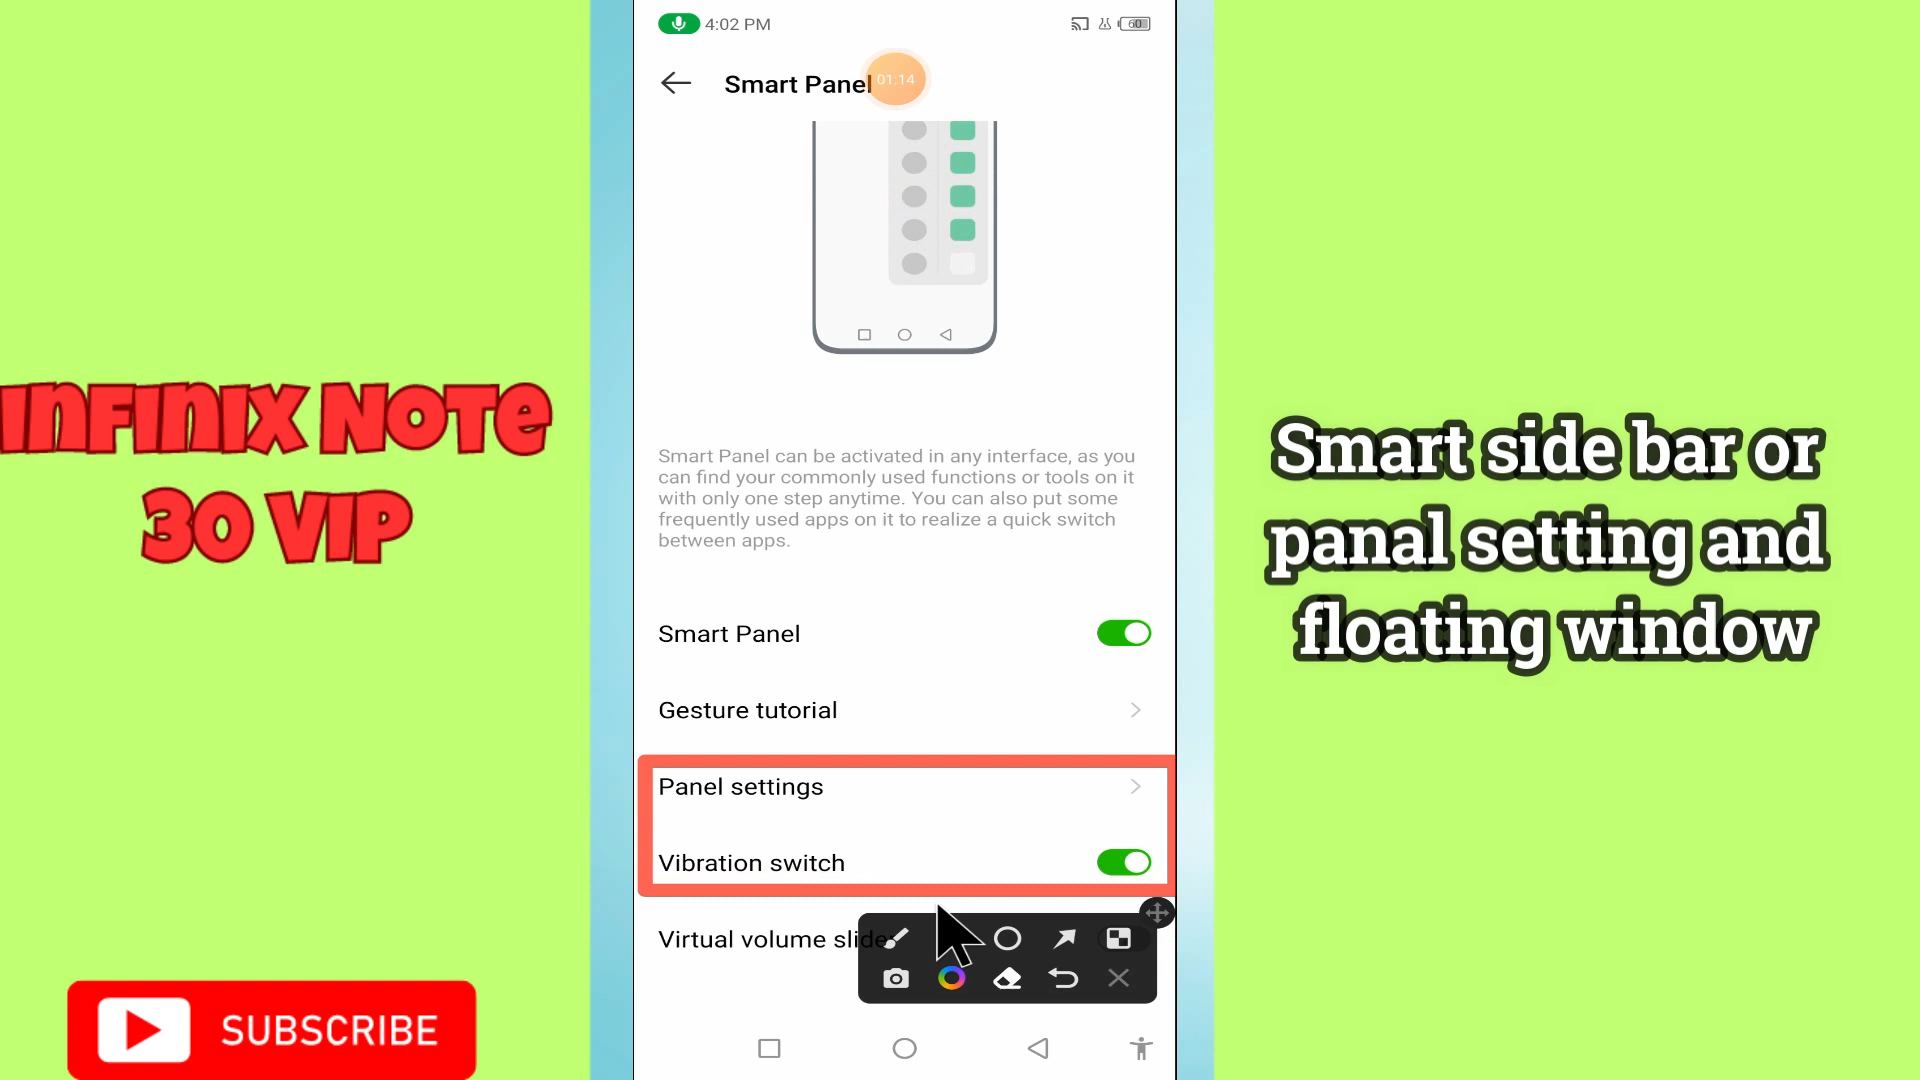 4:02 PM
60
Smart Panel
01:14
Smart Panel can be activated in any interface, as you
can find your commonly used functions or tools on it
with only one step anytime. You can also put some
frequently used apps on it to realize a quick switch
between apps.
Smart Panel
Gesture tutorial
Panel settings
Vibration switch
Virtual volume slide
INFINIX NOTE
30 VIP
SUBSCRIBE
Smart side bar or
panal setting and
floating window